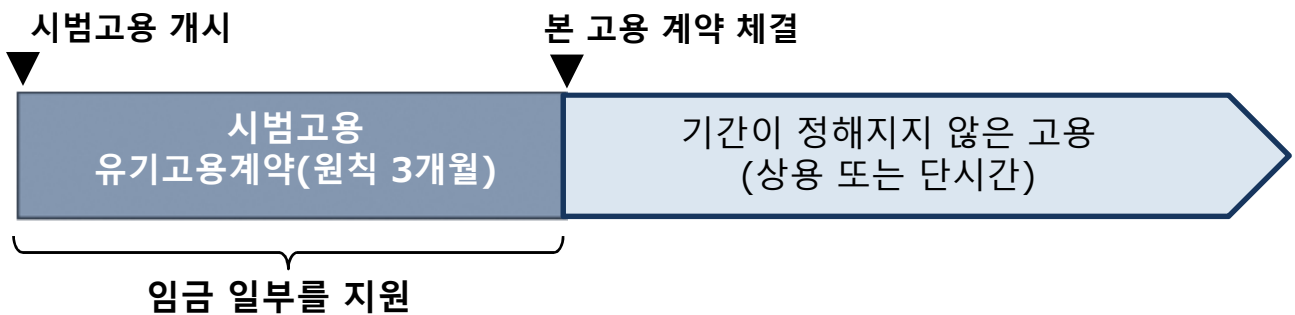 시범고용 개시
본 고용 계약 체결
시범고용
유기고용계약(원칙 3개월)
기간이 정해지지 않은 고용
(상용 또는 단시간)
임금 일부를 지원